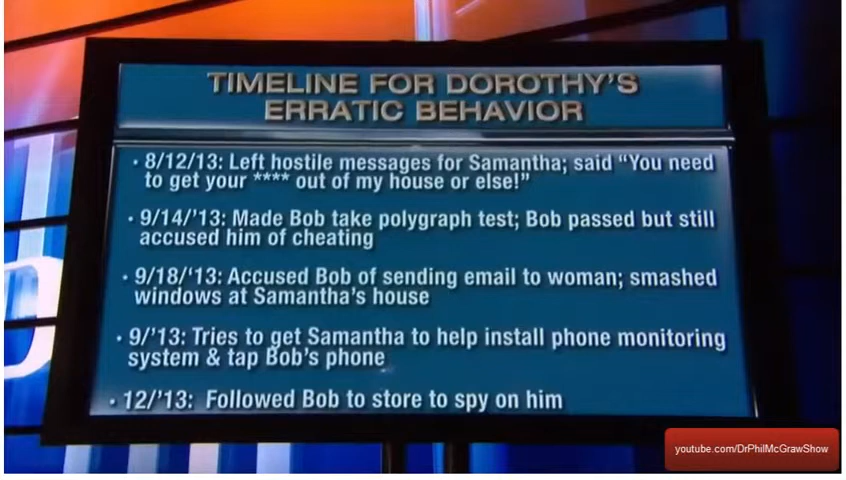 TIMELINE FOR DOROTHY'S
ERRATIC BEHAVIOR
• 8/12/13: Left hostile messages for Samantha; said “You need
to get your **** out of my house or else!”
• 9/14/'13: Made Bob take polygraph test; Bob passed but still
accused him of cheating
• 9/18/‘13: Accused Bob of sending email to woman; smashed
windows at Samantha's house
• 9/'13: Tries to get Samantha to help install phone monitoring
system & tap Bob's phone
• 12/'13: Followed Bob to store to spy on him
youtube.com/DrPhilMcGrawShow